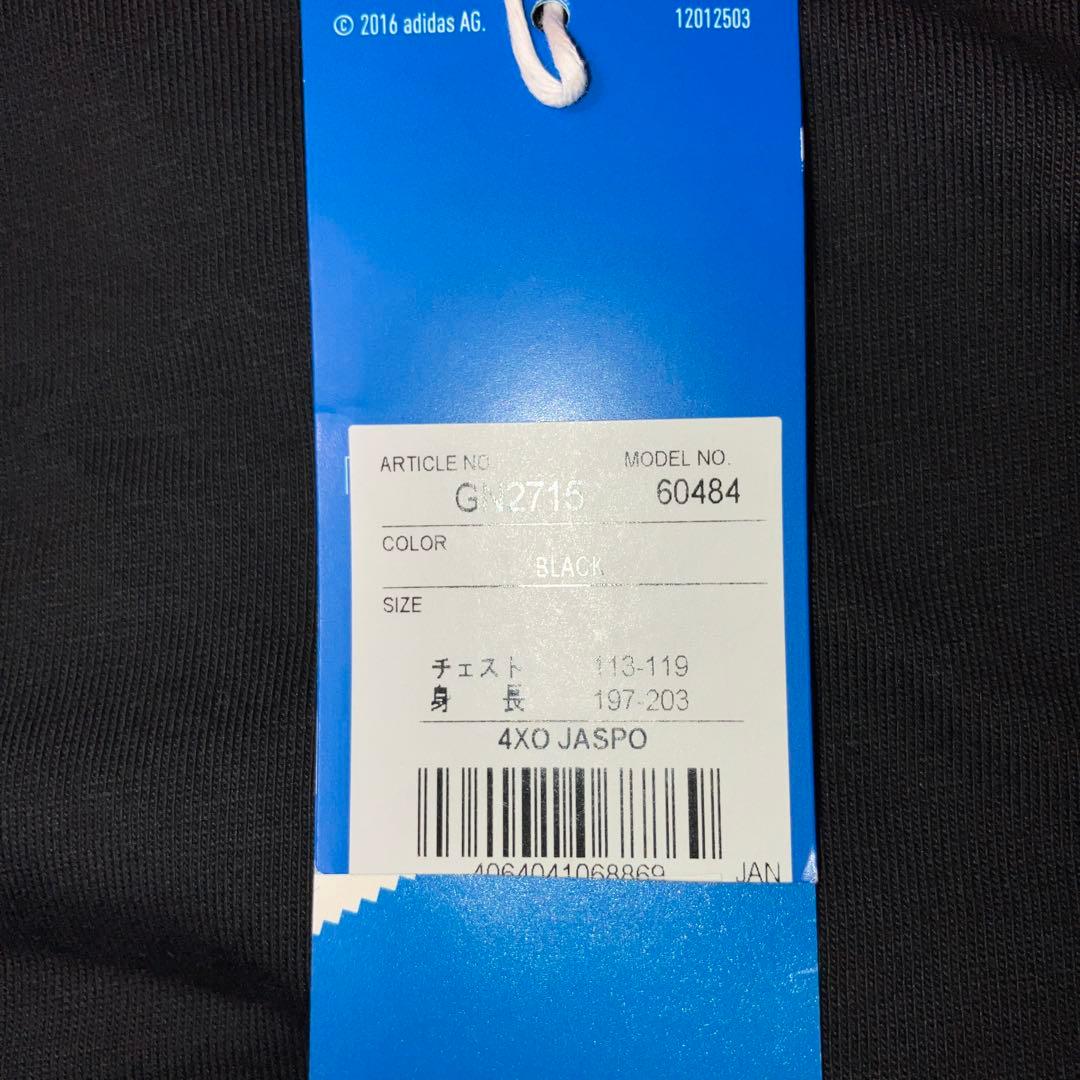 © 2016 adidas AG. 12012503
ARTICLE NO. MODEL NO.
GN2715 60484
COLOR
BLACK
SIZE
チェスト 113-119
身 長 197-203
4XO JASPO
4064041068869 JAN